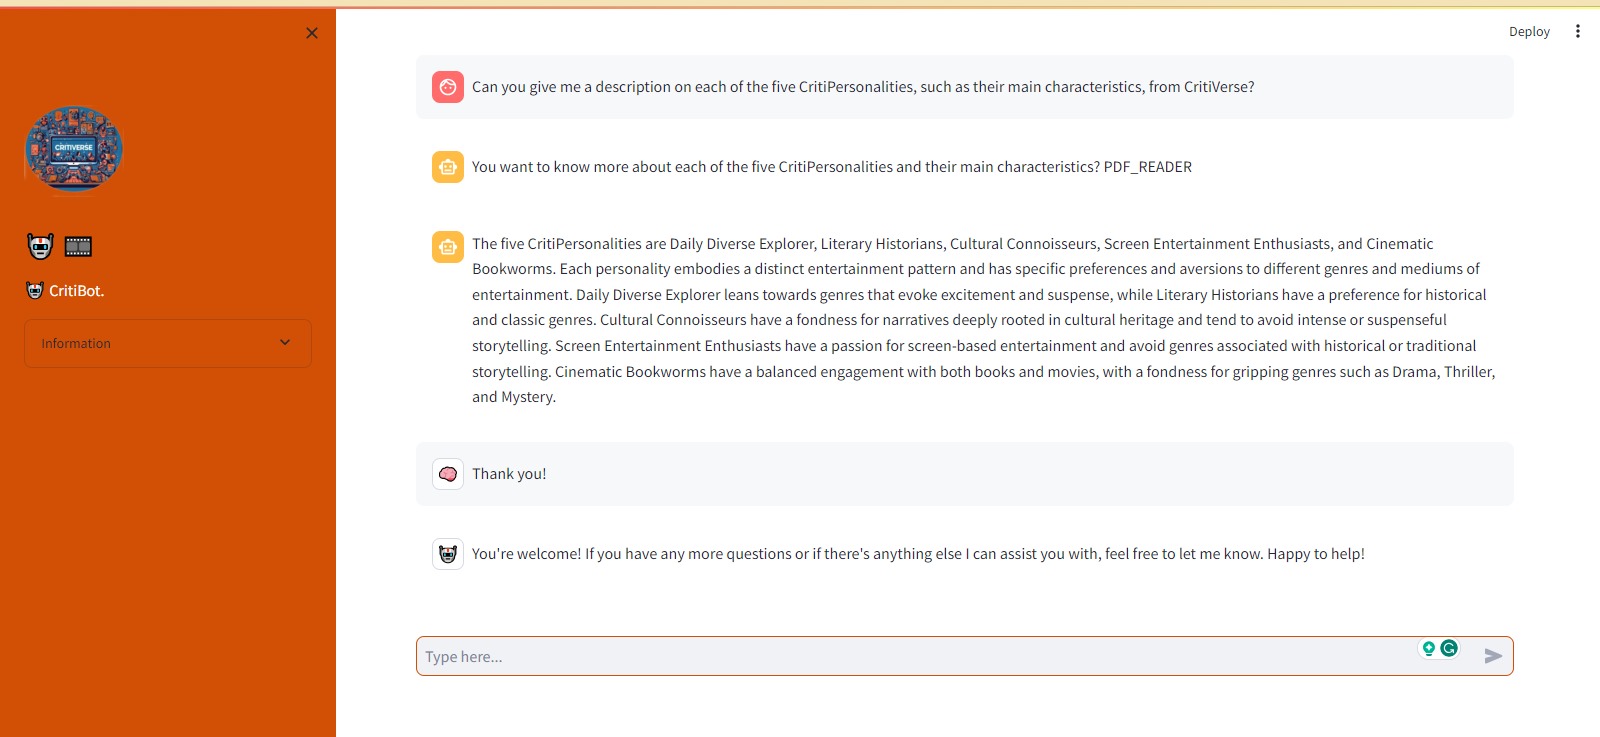 Deploy
CRITIVERSE
CritiBot.
Information
Can you give me a description on each of the five CritiPersonalities, such as their main characteristics, from CritiVerse?
You want to know more about each of the five CritiPersonalities and their main characteristics? PDF_READER
The five CritiPersonalities are Daily Diverse Explorer, Literary Historians, Cultural Connoisseurs, Screen Entertainment Enthusiasts, and Cinematic
Bookworms. Each personality embodies a distinct entertainment pattern and has specific preferences and aversions to different genres and mediums of
entertainment. Daily Diverse Explorer leans towards genres that evoke excitement and suspense, while Literary Historians have a preference for historical
and classic genres. Cultural Connoisseurs have a fondness for narratives deeply rooted in cultural heritage and tend to avoid intense or suspenseful
storytelling. Screen Entertainment Enthusiasts have a passion for screen-based entertainment and avoid genres associated with historical or traditional
storytelling. Cinematic Bookworms have a balanced engagement with both books and movies, with a fondness for gripping genres such as Drama, Thriller,
and Mystery.
Thank you!
You're welcome! If you have any more questions or if there's anything else I can assist you with, feel free to let me know. Happy to help!
Type here...